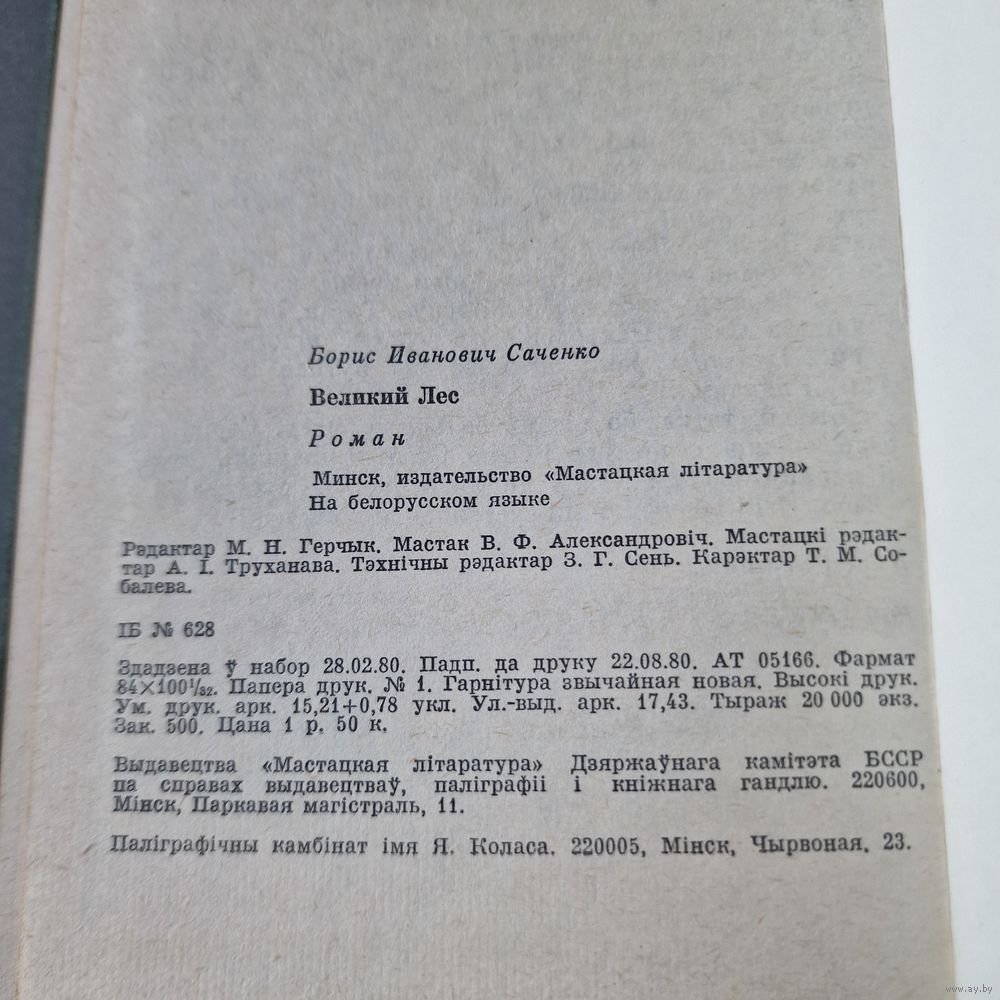 Борис Иванович Саченко
Великий Лес
Роман
Минск, издательство «Мастацкая літаратура»
На белорусском языке
Рэдактар М. Н. Герчык. Мастак В. Ф. Александровіч. Мастацкі рэдак-
тар А. І. Труханава. Тэхнічны рэдактар З. Г. Сень. Карэктар Т. М. Со-
балева.
ІБ № 628
Здадзена ў набор 28.02.80. Падп. да друку 22.08.80. АТ 05166. Фармат
84×100¹/₃₂. Папера друк. № 1. Гарнітура звычайная новая. Высокі друк.
Ум. друк. арк. 15,21+0,78 укл. Ул.-выд. арк. 17,43. Тыраж 20 000 экз.
Зак. 500. Цана 1 р. 50 к.
Выдавецтва «Мастацкая літаратура» Дзяржаўнага камітэта БССР
па справах выдавецтваў, паліграфіі і кніжнага гандлю. 220600,
Мінск, Паркавая магістраль, 11.
Паліграфічны камбінат імя Я. Коласа. 220005, Мінск, Чырвоная, 23.
www.ay.by